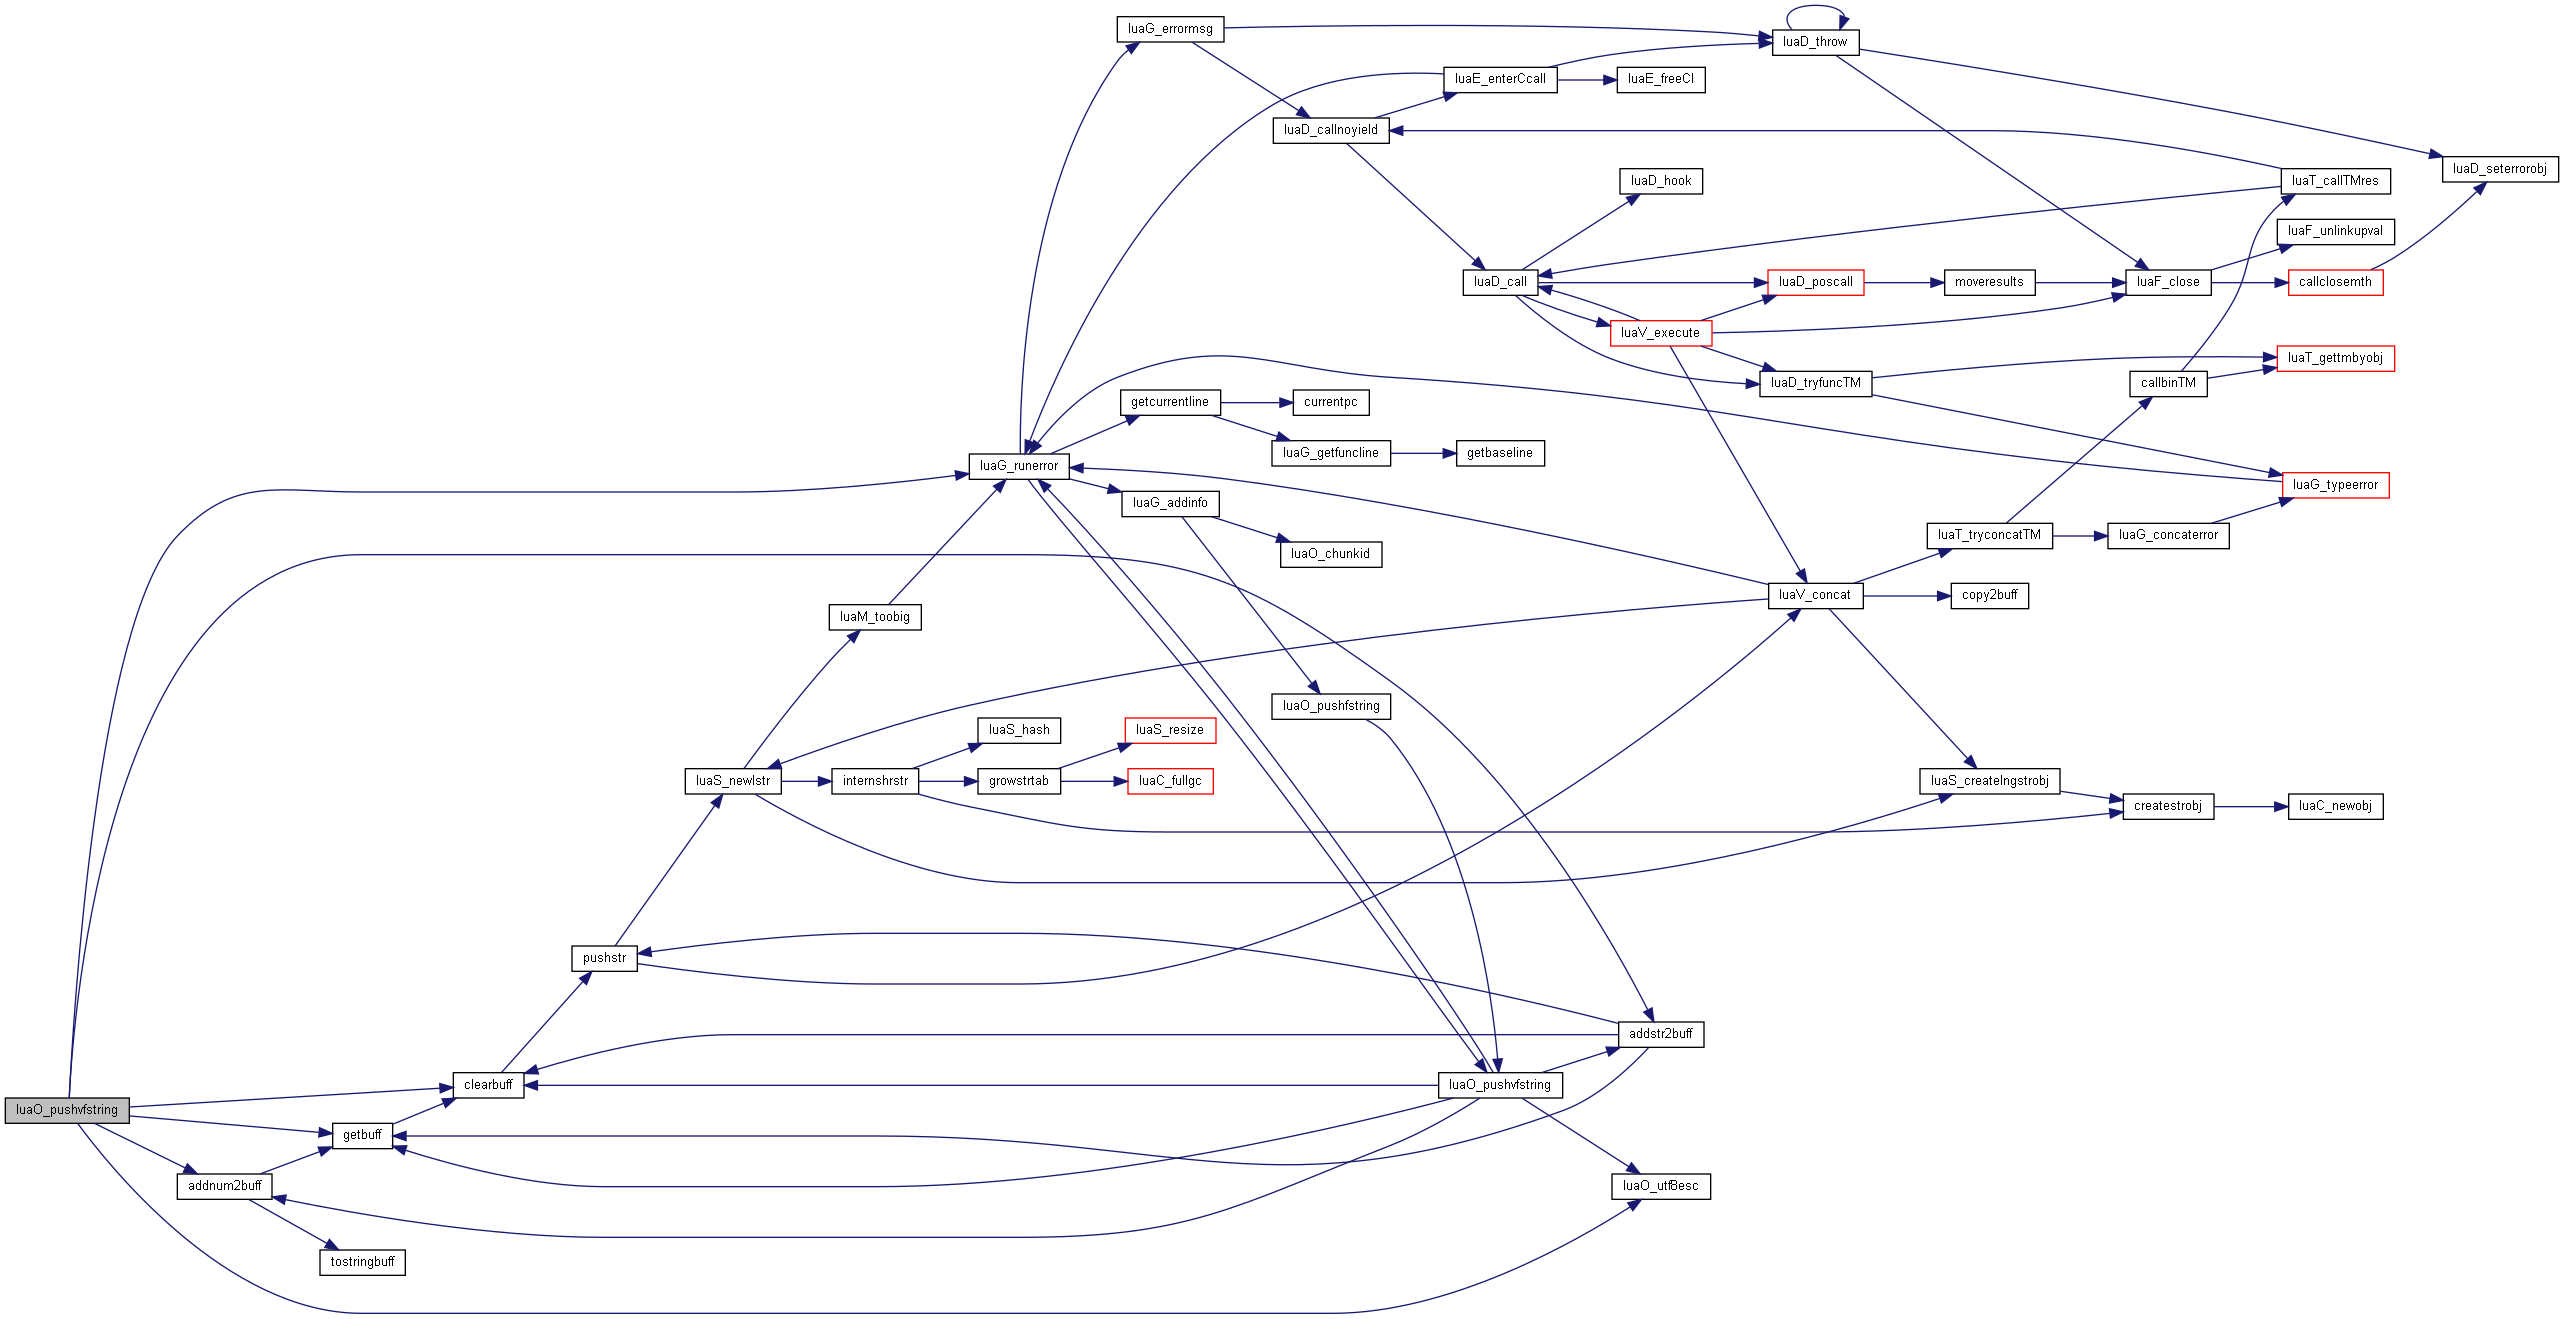 luaG_errormsg
luaD_throw
luaE_enterCcall
luaE_freeCI
luaD_callnoyield
luaD_seterrorobj
luaD_hook
luaT_callTMres
luaF_unlinkupval
luaD_call
luaD_poscall
moveresults
luaF_close
callclosemth
luaV_execute
luaT_gettmbyobj
luaD_tryfuncTM
callbinTM
getcurrentline
currentpc
luaG_getfuncline
getbaseline
luaG_runerror
luaG_typeerror
luaG_addinfo
luaT_tryconcatTM
luaG_concaterror
luaO_chunkid
luaV_concat
copy2buff
luaM_toobig
luaO_pushfstring
luaS_hash
luaS_resize
luaS_newlstr
internshrstr
growstrtab
luaC_fullgc
luaS_createlngstrobj
createstrobj
luaC_newobj
pushstr
addstr2buff
clearbuff
luaO_pushvfstring
luaO_pushvfstring
getbuff
addnum2buff
luaO_utf8esc
tostringbuff